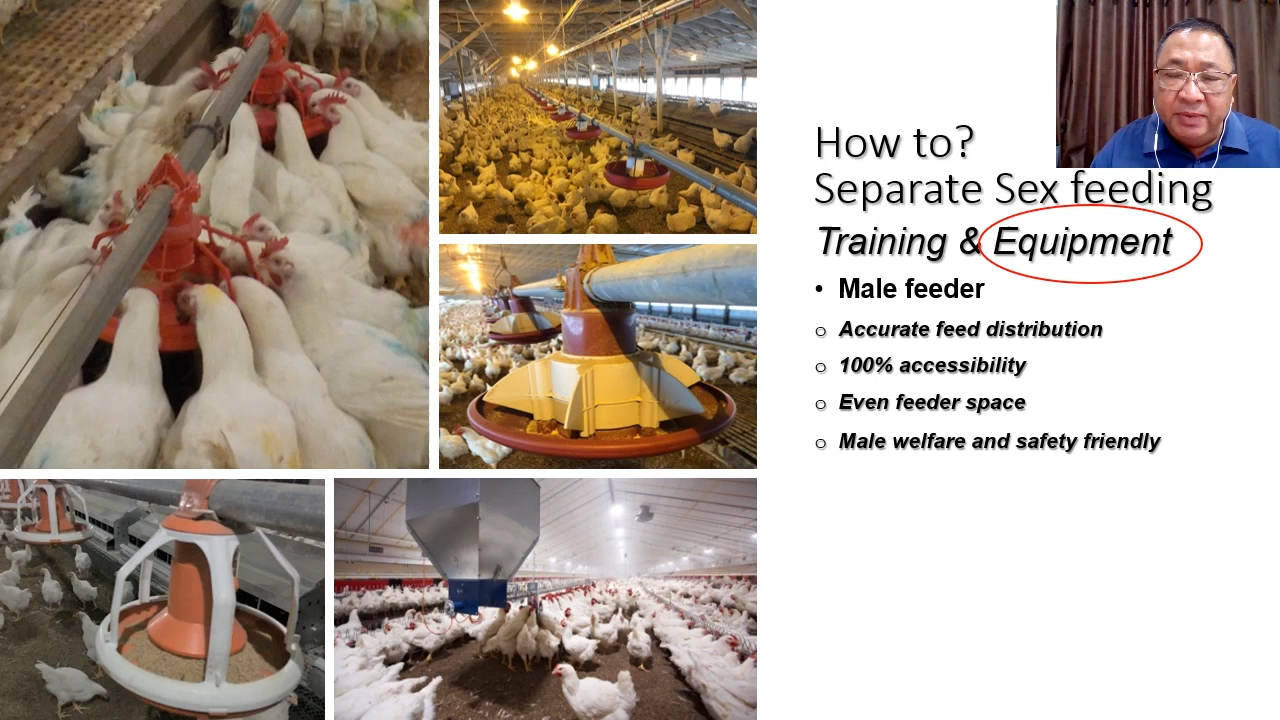 How to?
Separate Sex feeding
Training & Equipment
• Male feeder
o Accurate feed distribution
o 100% accessibility
o Even feeder space
o Male welfare and safety friendly